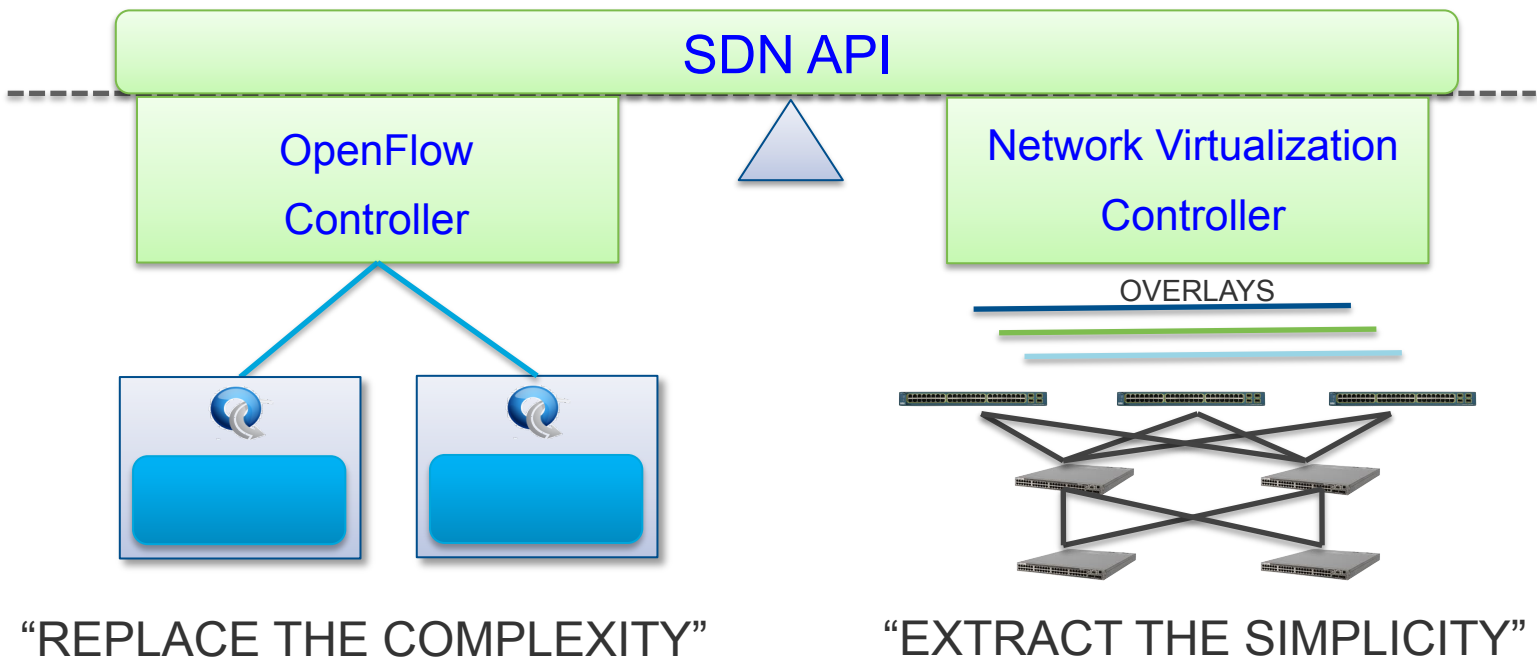 SDN API
OpenFlow
Controller
Network Virtualization
Controller
OVERLAYS
“REPLACE THE COMPLEXITY”
“EXTRACT THE SIMPLICITY”